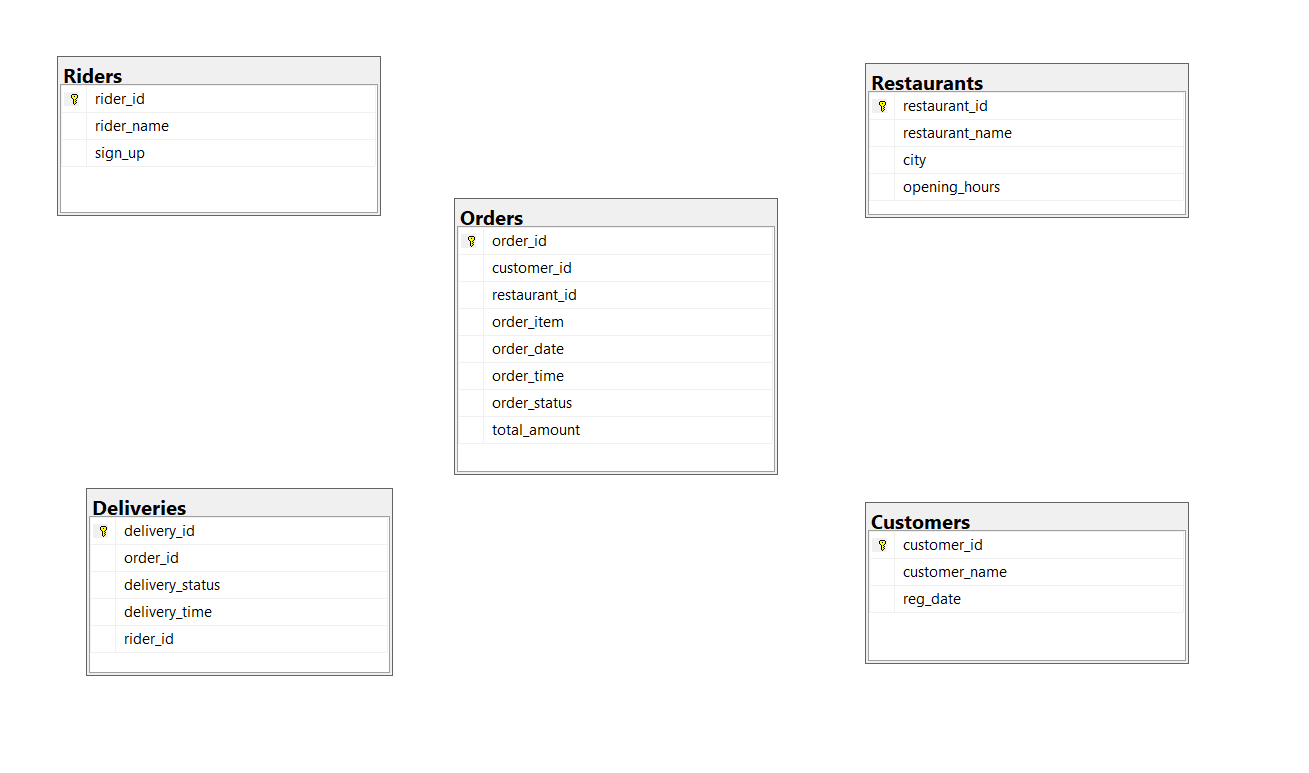 Riders
rider_id
rider_name
sign_up
Restaurants
restaurant_id
restaurant_name
city
opening_hours
Orders
order_id
customer_id
restaurant_id
order_item
order_date
order_time
order_status
total_amount
Deliveries
delivery_id
order_id
delivery_status
delivery_time
rider_id
Customers
customer_id
customer_name
reg_date